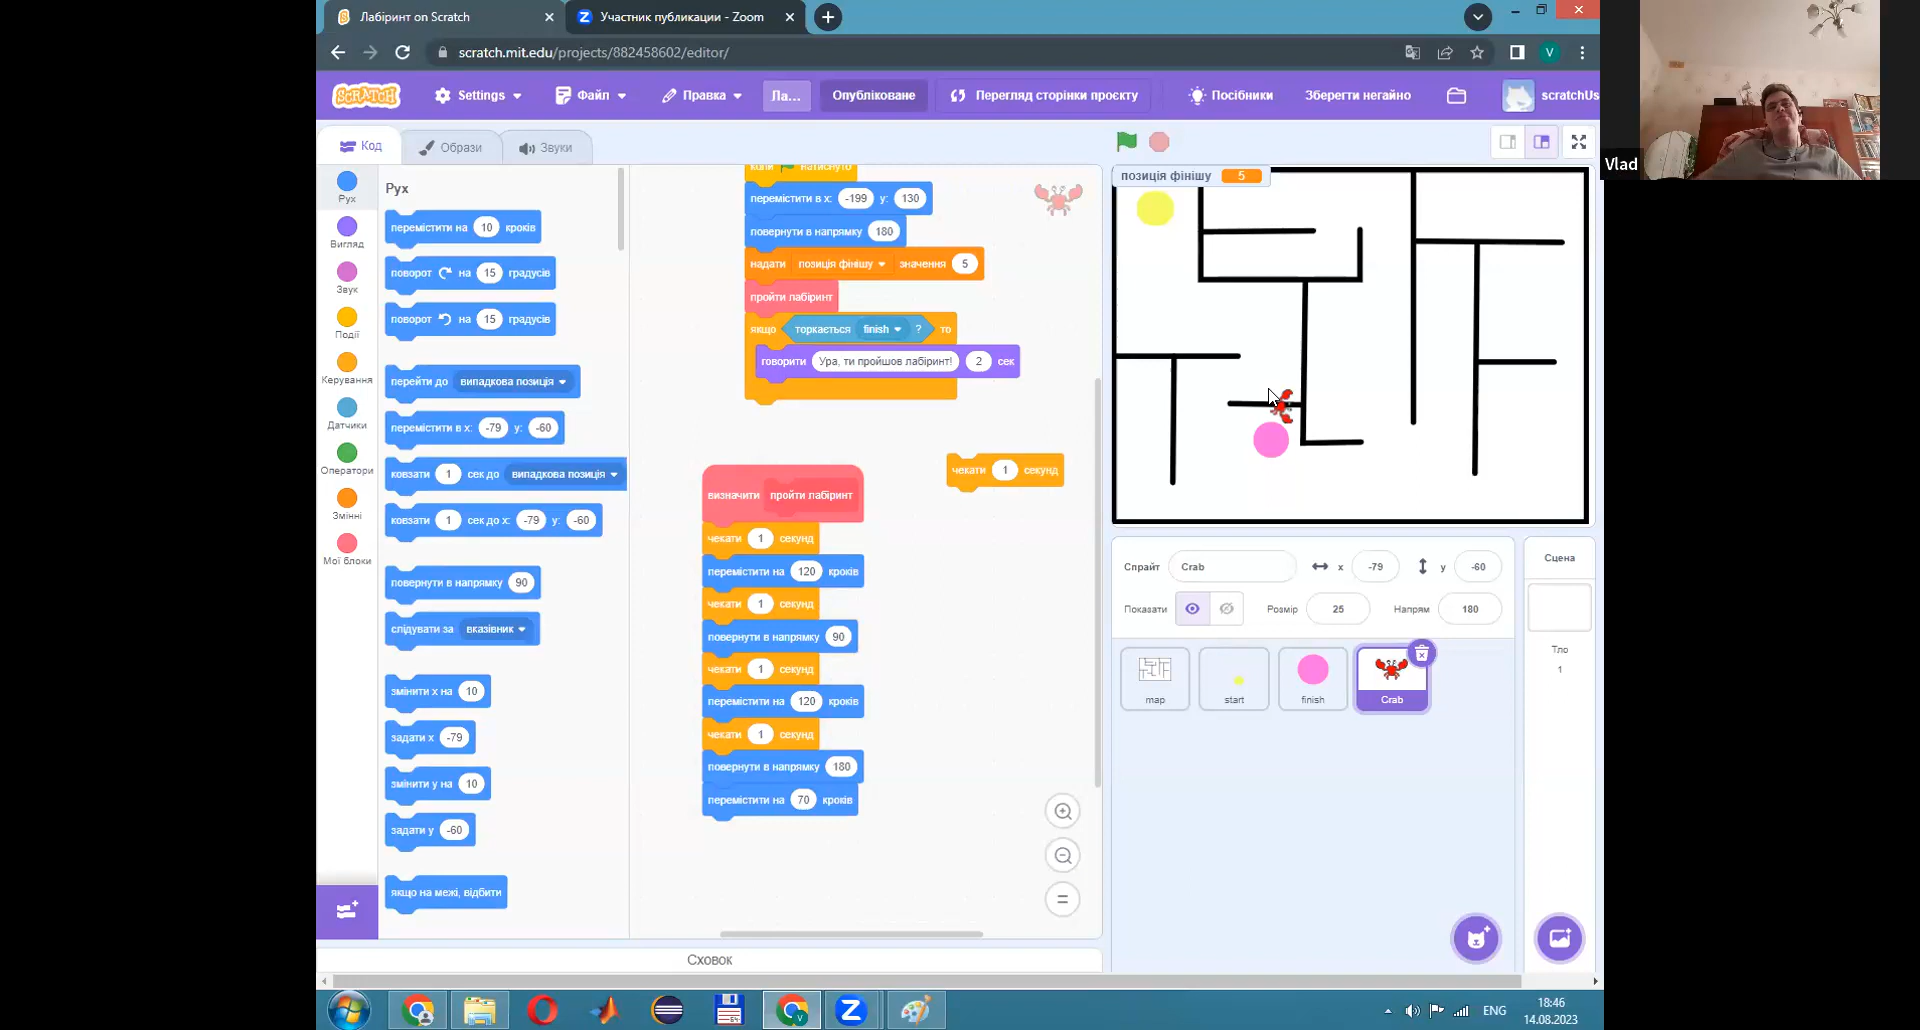 Лабіринт on Scratch
Участник публикации - Zoom
scratch.mit.edu/projects/882458602/editor/
V
SCRATCH
Settings
Файл
Правка
Ла...
Опубліковане
Перегляд сторінки проєкту
Посібники
Зберегти негайно
scratchUs
Vlad
Код
Образи
Звуки
Рух
Вигляд
Звук
Події
Керування
Датчики
Оператори
Змінні
Мої блоки
Рух
перемістити на 10 кроків
поворот на 15 градусів
поворот на 15 градусів
перейти до випадкова позиція
перемістити в x: -79 y: -60
ковзати 1 сек до випадкова позиція
ковзати 1 сек до x: -79 y: -60
повернути в напрямку 90
слідувати за вказівник
змінити x на 10
задати x -79
змінити y на 10
задати y -60
якщо на межі, відбити
коли натиснуто
перемістити в x: -199 y: 130
повернути в напрямку 180
надати позиція фінішу значення 5
пройти лабіринт
якщо торкається finish ? то
говорити Ура, ти пройшов лабіринт! 2 сек
чекати 1 секунд
визначити пройти лабіринт
чекати 1 секунд
перемістити на 120 кроків
чекати 1 секунд
повернути в напрямку 90
чекати 1 секунд
перемістити на 120 кроків
чекати 1 секунд
повернути в напрямку 180
перемістити на 70 кроків
Сховок
позиція фінішу 5
Спрайт Crab x -79 y -60
Показати Розмір 25 Напрям 180
map
start
finish
Crab
Сцена
Тло
1
64
ENG
18:46
14.08.2023